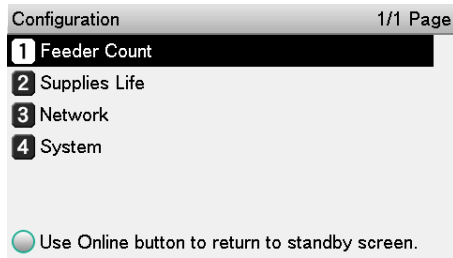 Configuration 1/1 Page
1 Feeder Count
2 Supplies Life
3 Network
4 System
Use Online button to return to standby screen.